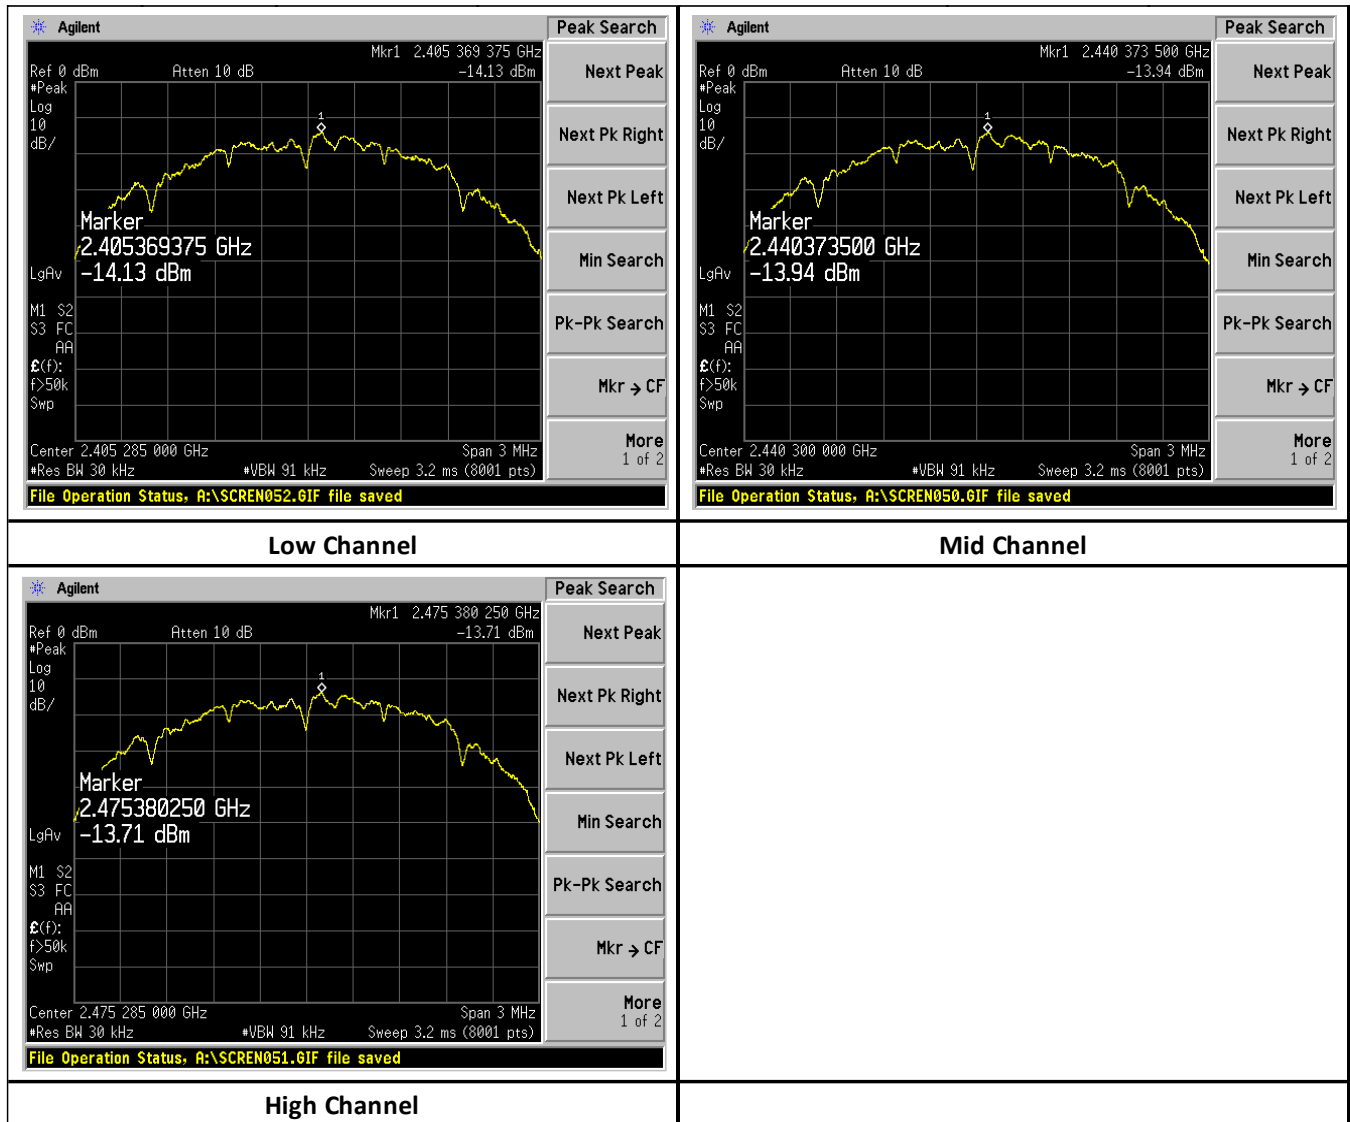 Agilent
Peak Search
Mkr1 2.405 369 375 GHz
Ref 0 dBm Atten 10 dB -14.13 dBm
#Peak
Log
10
dB/
1
Marker
2.405369375 GHz
-14.13 dBm
LgAv
M1 S2
S3 FC
AA
£(f):
f>50k
Swp
Center 2.405 285 000 GHz Span 3 MHz
#Res BW 30 kHz #VBW 91 kHz Sweep 3.2 ms (8001 pts)
File Operation Status, A:\SCREN052.GIF file saved
Next Peak
Next Pk Right
Next Pk Left
Min Search
Pk-Pk Search
Mkr → CF
More
1 of 2
Low Channel
Agilent
Peak Search
Mkr1 2.440 373 500 GHz
Ref 0 dBm Atten 10 dB -13.94 dBm
#Peak
Log
10
dB/
1
Marker
2.440373500 GHz
-13.94 dBm
LgAv
M1 S2
S3 FC
AA
£(f):
f>50k
Swp
Center 2.440 300 000 GHz Span 3 MHz
#Res BW 30 kHz #VBW 91 kHz Sweep 3.2 ms (8001 pts)
File Operation Status, A:\SCREN050.GIF file saved
Next Peak
Next Pk Right
Next Pk Left
Min Search
Pk-Pk Search
Mkr → CF
More
1 of 2
Mid Channel
Agilent
Peak Search
Mkr1 2.475 380 250 GHz
Ref 0 dBm Atten 10 dB -13.71 dBm
#Peak
Log
10
dB/
1
Marker
2.475380250 GHz
-13.71 dBm
LgAv
M1 S2
S3 FC
AA
£(f):
f>50k
Swp
Center 2.475 285 000 GHz Span 3 MHz
#Res BW 30 kHz #VBW 91 kHz Sweep 3.2 ms (8001 pts)
File Operation Status, A:\SCREN051.GIF file saved
Next Peak
Next Pk Right
Next Pk Left
Min Search
Pk-Pk Search
Mkr → CF
More
1 of 2
High Channel